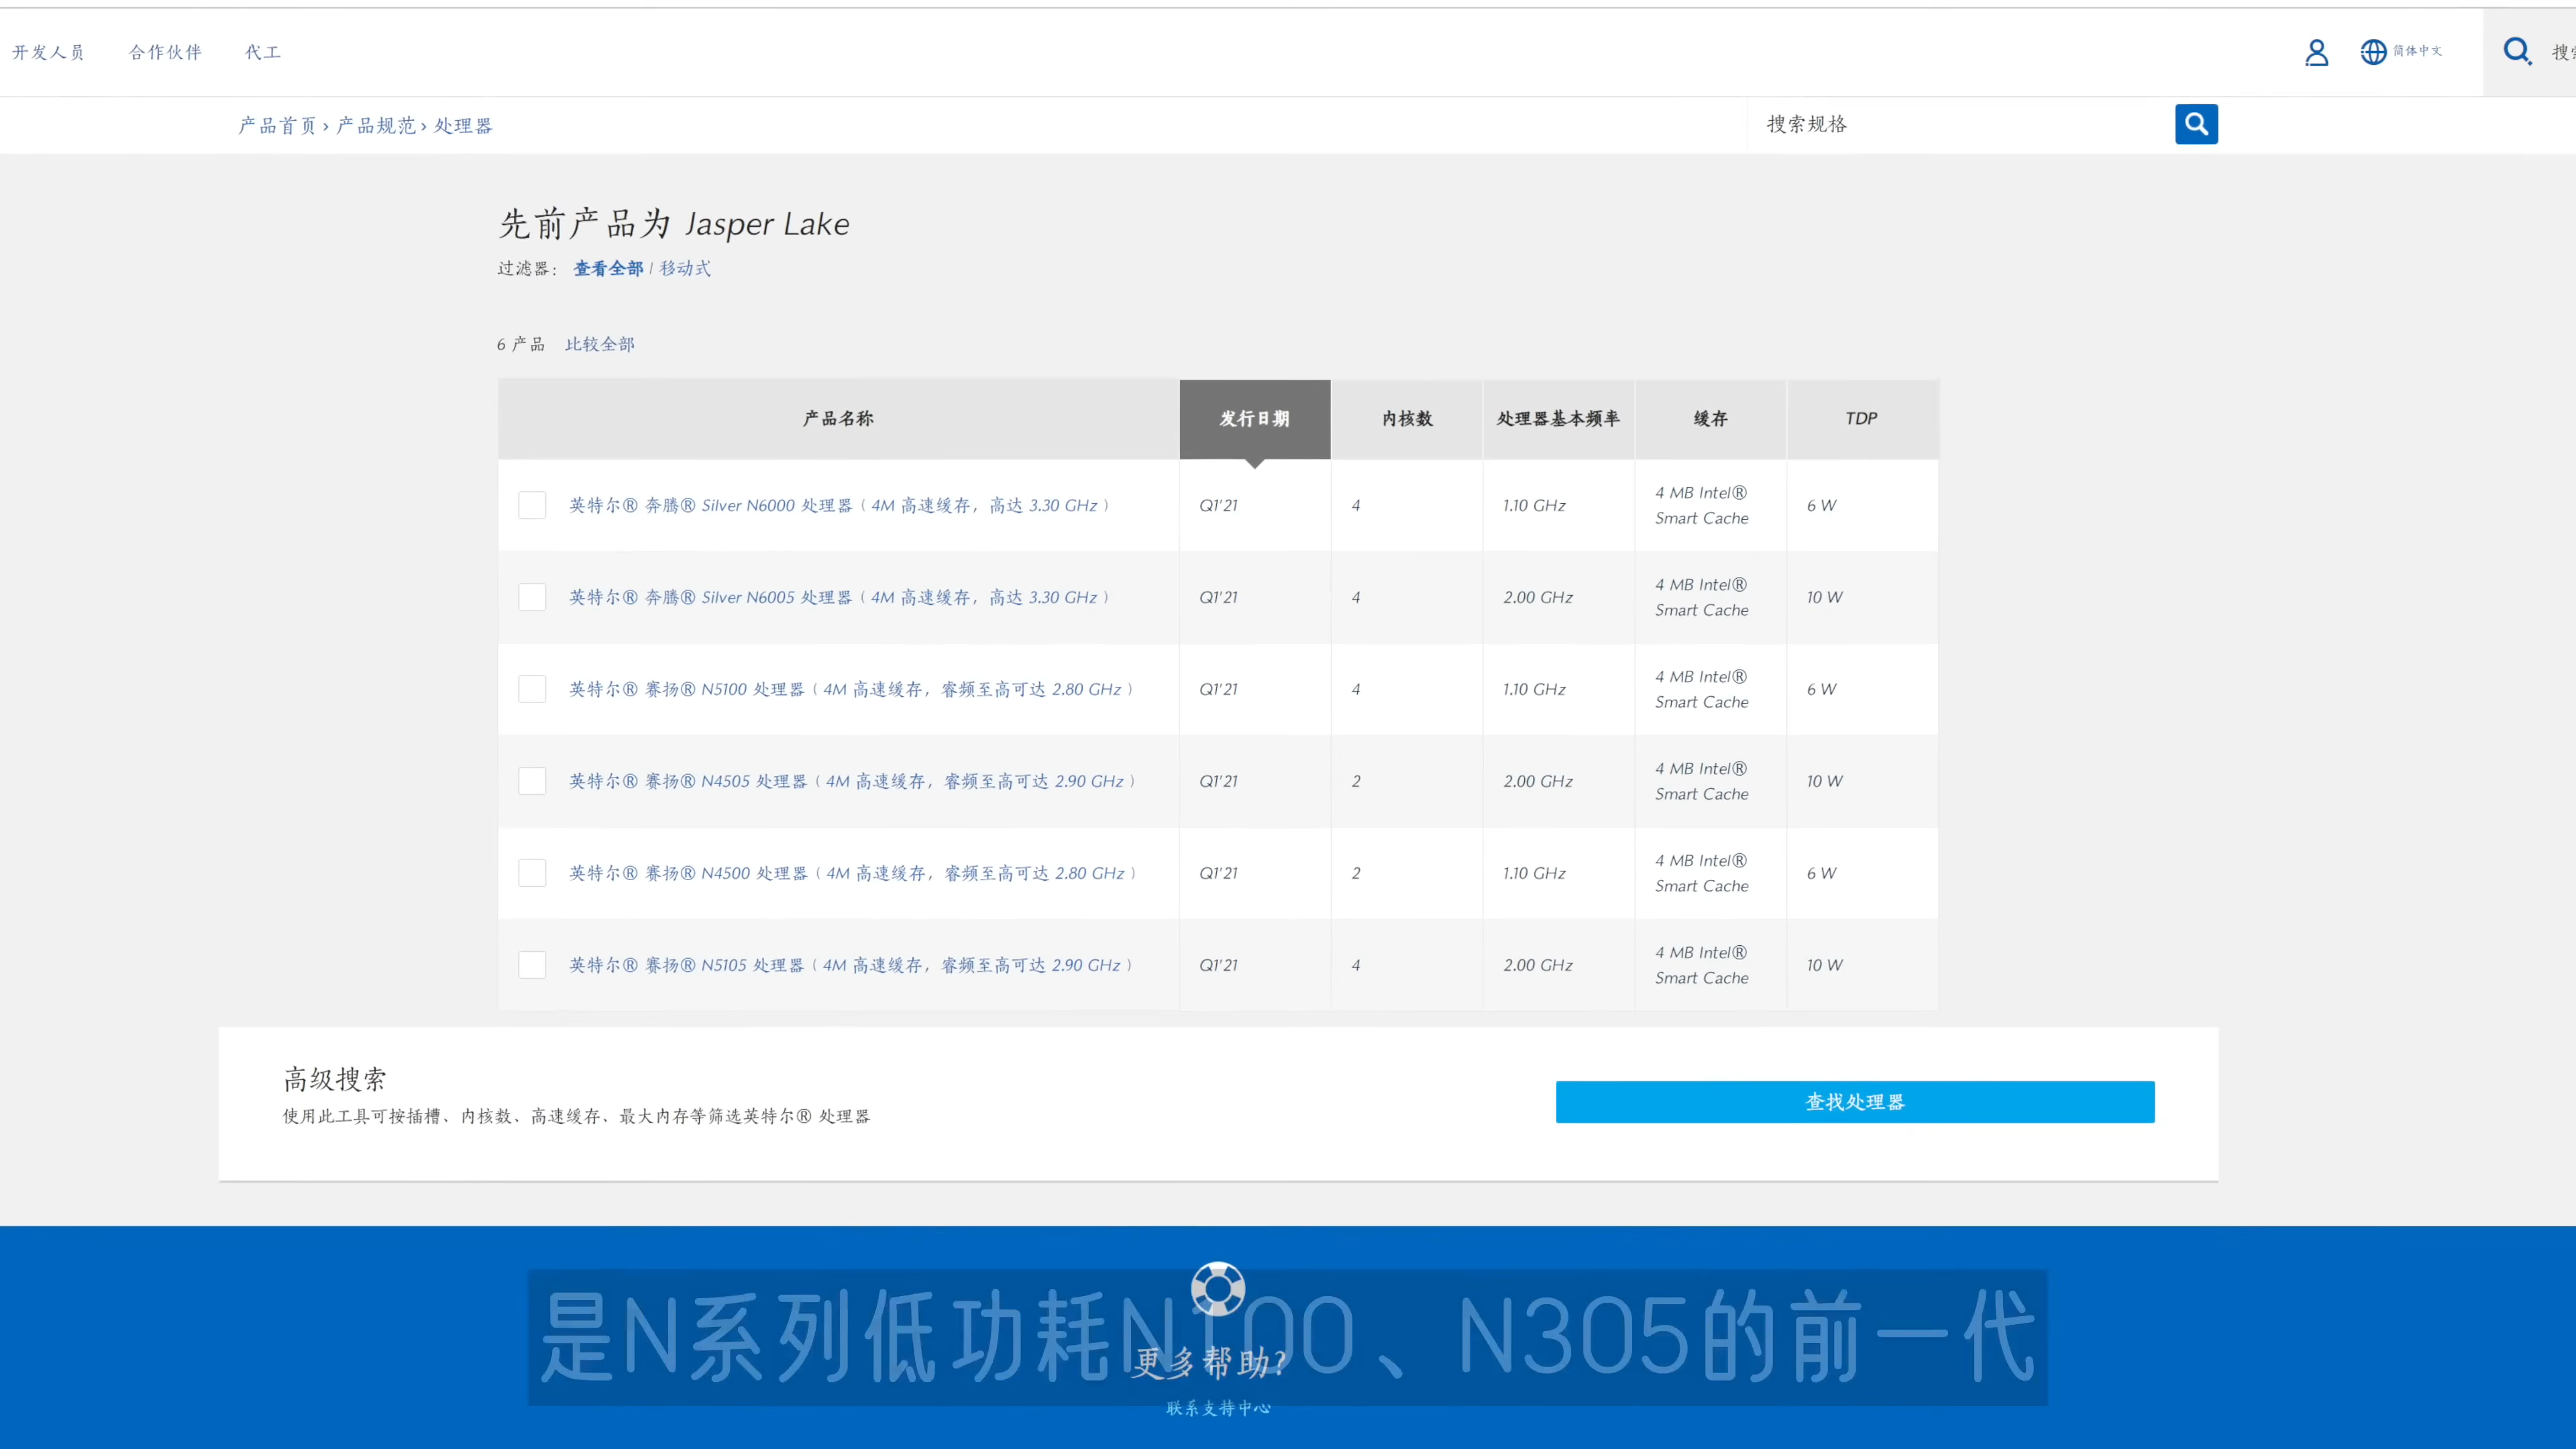 开发人员 合作伙伴 代工 简体中文
产品首页 › 产品规范 › 处理器 搜索规格
先前产品为 Jasper Lake
过滤器： 查看全部 | 移动式
6 产品 比较全部
产品名称 发行日期 内核数 处理器基本频率 缓存 TDP
英特尔® 奔腾® Silver N6000 处理器（4M 高速缓存，高达 3.30 GHz） Q1'21 4 1.10 GHz 4 MB Intel® Smart Cache 6 W
英特尔® 奔腾® Silver N6005 处理器（4M 高速缓存，高达 3.30 GHz） Q1'21 4 2.00 GHz 4 MB Intel® Smart Cache 10 W
英特尔® 赛扬® N5100 处理器（4M 高速缓存，睿频至高可达 2.80 GHz） Q1'21 4 1.10 GHz 4 MB Intel® Smart Cache 6 W
英特尔® 赛扬® N4505 处理器（4M 高速缓存，睿频至高可达 2.90 GHz） Q1'21 2 2.00 GHz 4 MB Intel® Smart Cache 10 W
英特尔® 赛扬® N4500 处理器（4M 高速缓存，睿频至高可达 2.80 GHz） Q1'21 2 1.10 GHz 4 MB Intel® Smart Cache 6 W
英特尔® 赛扬® N5105 处理器（4M 高速缓存，睿频至高可达 2.90 GHz） Q1'21 4 2.00 GHz 4 MB Intel® Smart Cache 10 W
高级搜索
使用此工具可按插槽、内核数、高速缓存、最大内存等筛选英特尔® 处理器
查找处理器
是N系列低功耗N100、N305的前一代
更多帮助?
联系支持中心